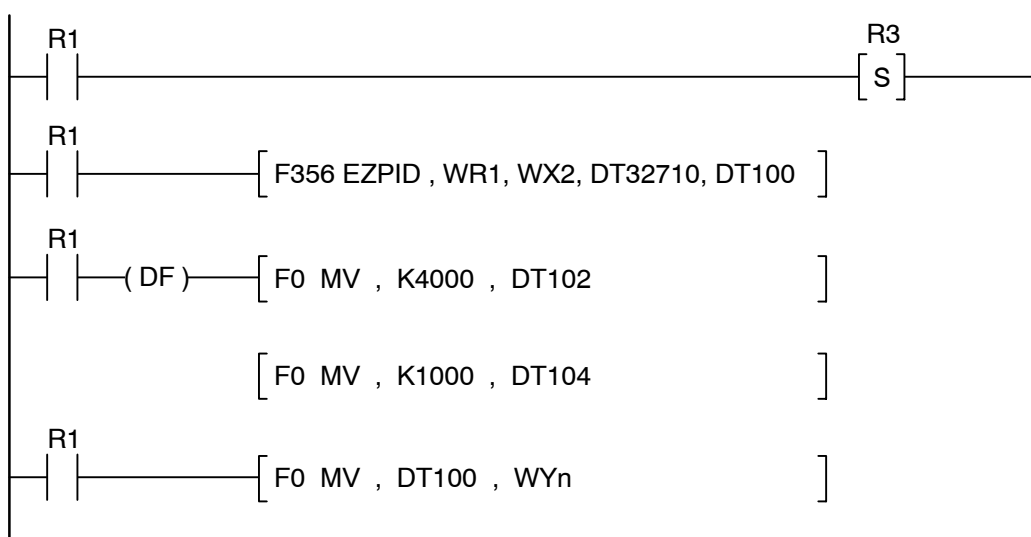 R1
R3
S
R1
F356 EZPID , WR1, WX2, DT32710, DT100
R1
( DF )
F0 MV , K4000 , DT102
F0 MV , K1000 , DT104
R1
F0 MV , DT100 , WYn